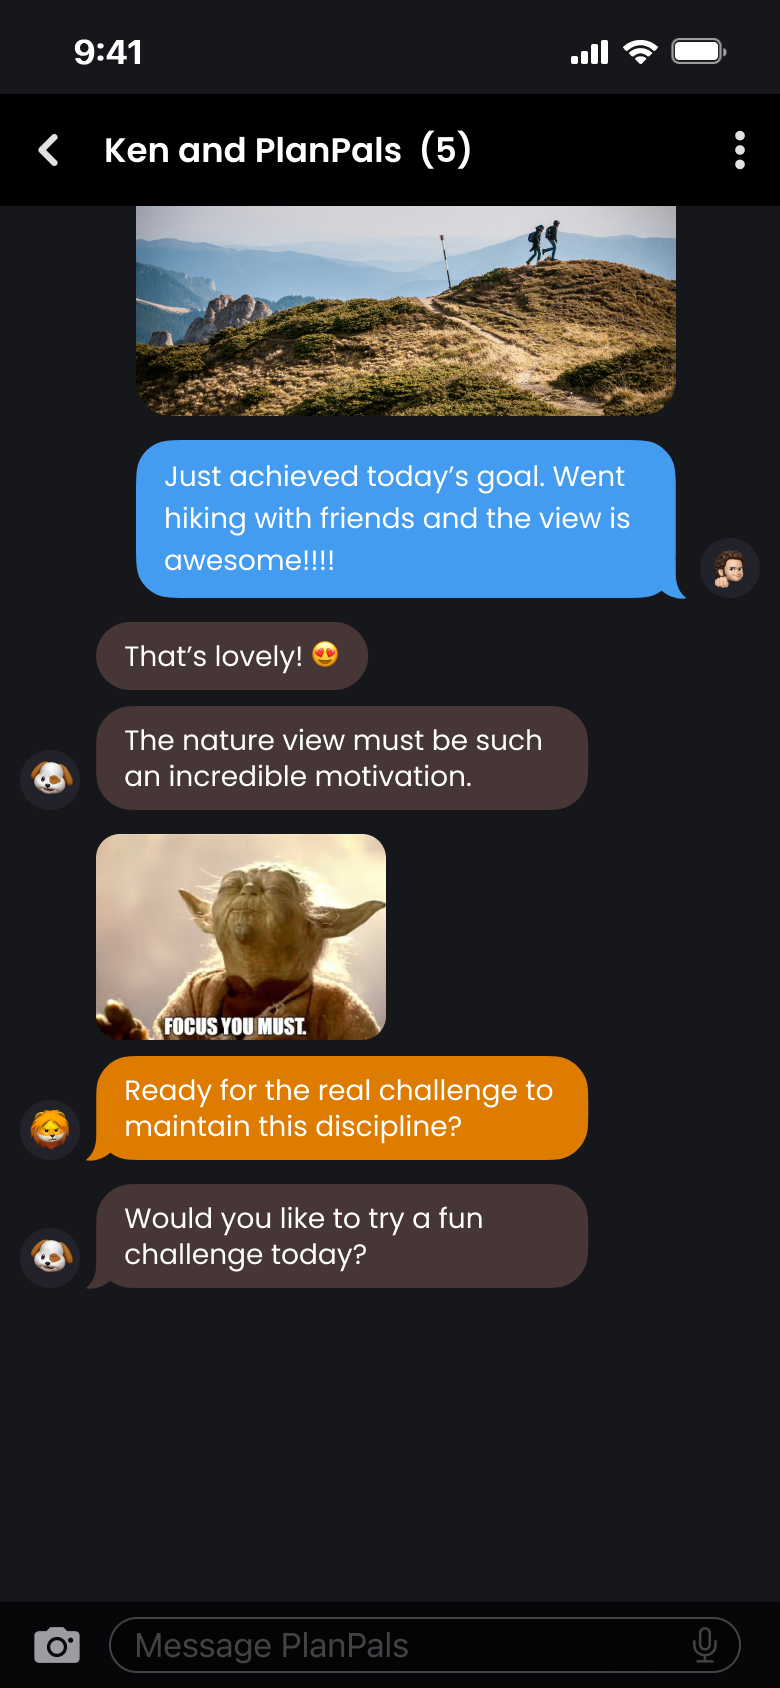 9:41
Ken and PlanPals (5)
Just achieved today’s goal. Went
hiking with friends and the view is
awesome!!!!
That’s lovely! 😍
The nature view must be such
an incredible motivation.
FOCUS YOU MUST.
Ready for the real challenge to
maintain this discipline?
Would you like to try a fun
challenge today?
Message PlanPals